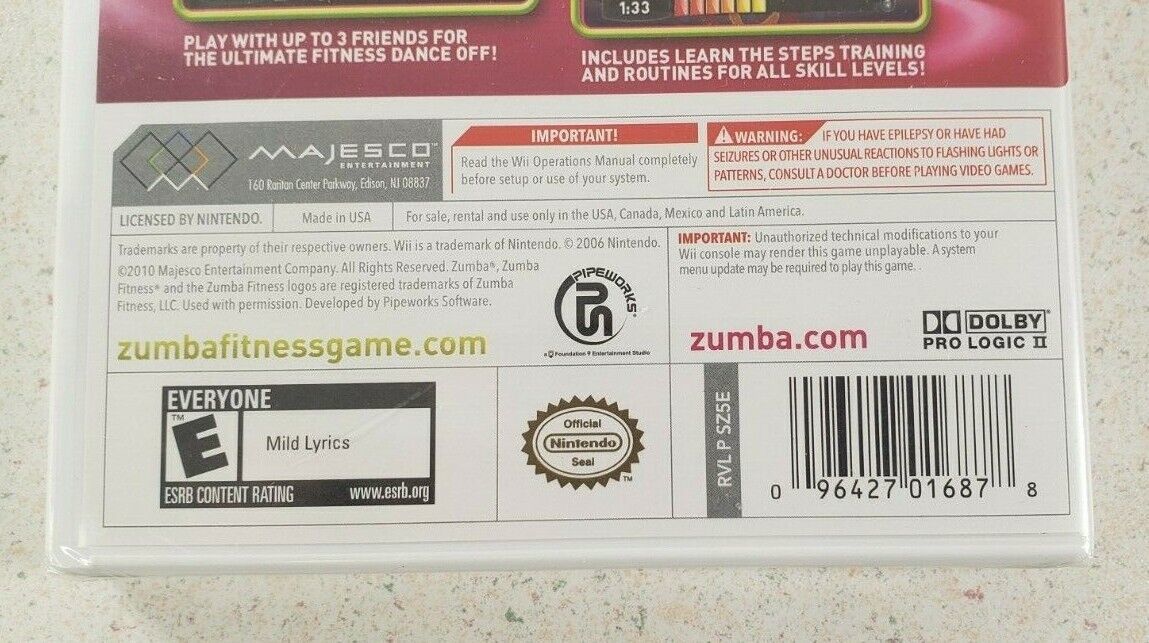 1:33
PLAY WITH UP TO 3 FRIENDS FOR
THE ULTIMATE FITNESS DANCE OFF!
INCLUDES LEARN THE STEPS TRAINING
AND ROUTINES FOR ALL SKILL LEVELS!
MAJESCO™
ENTERTAINMENT
160 Raritan Center Parkway, Edison, NJ 08837
IMPORTANT!
Read the Wii Operations Manual completely
before setup or use of your system.
WARNING: IF YOU HAVE EPILEPSY OR HAVE HAD
SEIZURES OR OTHER UNUSUAL REACTIONS TO FLASHING LIGHTS OR
PATTERNS, CONSULT A DOCTOR BEFORE PLAYING VIDEO GAMES.
LICENSED BY NINTENDO.
Made in USA
For sale, rental and use only in the USA, Canada, Mexico and Latin America.
Trademarks are property of their respective owners. Wii is a trademark of Nintendo. © 2006 Nintendo.
©2010 Majesco Entertainment Company. All Rights Reserved. Zumba®, Zumba
Fitness® and the Zumba Fitness logos are registered trademarks of Zumba
Fitness, LLC. Used with permission. Developed by Pipeworks Software.
PIPEWORKS
a Foundation 9 Entertainment Studio
IMPORTANT: Unauthorized technical modifications to your
Wii console may render this game unplayable. A system
menu update may be required to play this game.
zumbafitnessgame.com
zumba.com
DOLBY
PRO LOGIC II
EVERYONE
™
E
Mild Lyrics
ESRB CONTENT RATING www.esrb.org
Official
Nintendo
Seal
™
RVL P SZ5E
0 96427 01687 8